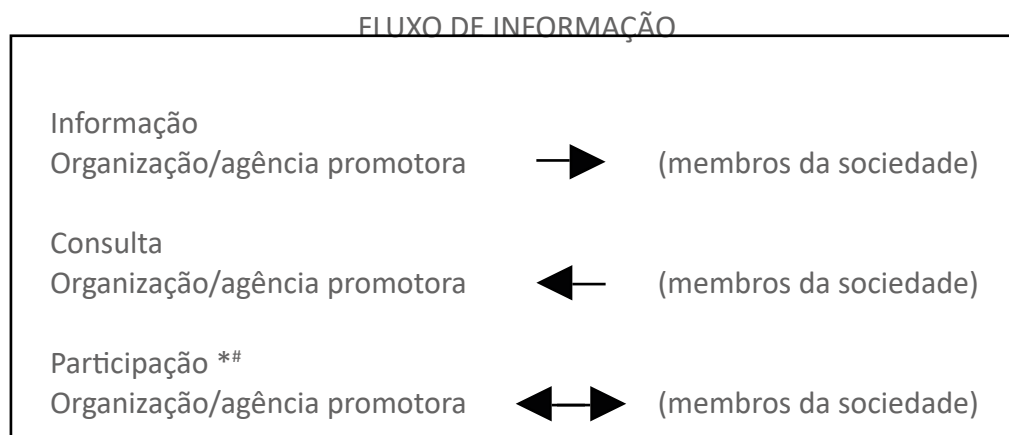 FLUXO DE INFORMAÇÃO
Informação
Organização/agência promotora (membros da sociedade)
Consulta
Organização/agência promotora (membros da sociedade)
Participação *#
Organização/agência promotora (membros da sociedade)